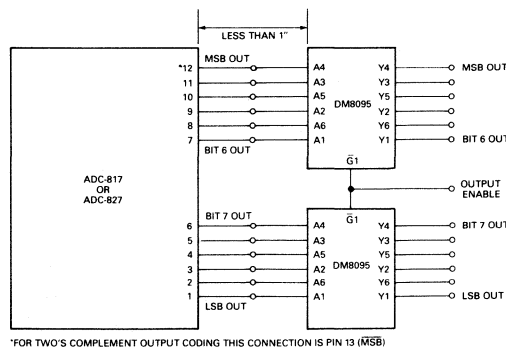 LESS THAN 1"
MSB OUT
*12 A4 Y4 MSB OUT
11 A3 Y3
10 A5 Y5
DM8095
9 A2 Y2
8 A6 Y6
7 A1 Y1 BIT 6 OUT
BIT 6 OUT
G̅1
ADC-817
OR
ADC-827
OUTPUT
ENABLE
G̅1
BIT 7 OUT
6 A4 Y4 BIT 7 OUT
5 A3 Y3
4 A5 Y5
DM8095
3 A2 Y2
2 A6 Y6
1 A1 Y1 LSB OUT
LSB OUT
*FOR TWO'S COMPLEMENT OUTPUT CODING THIS CONNECTION IS PIN 13 (M̅S̅B̅)